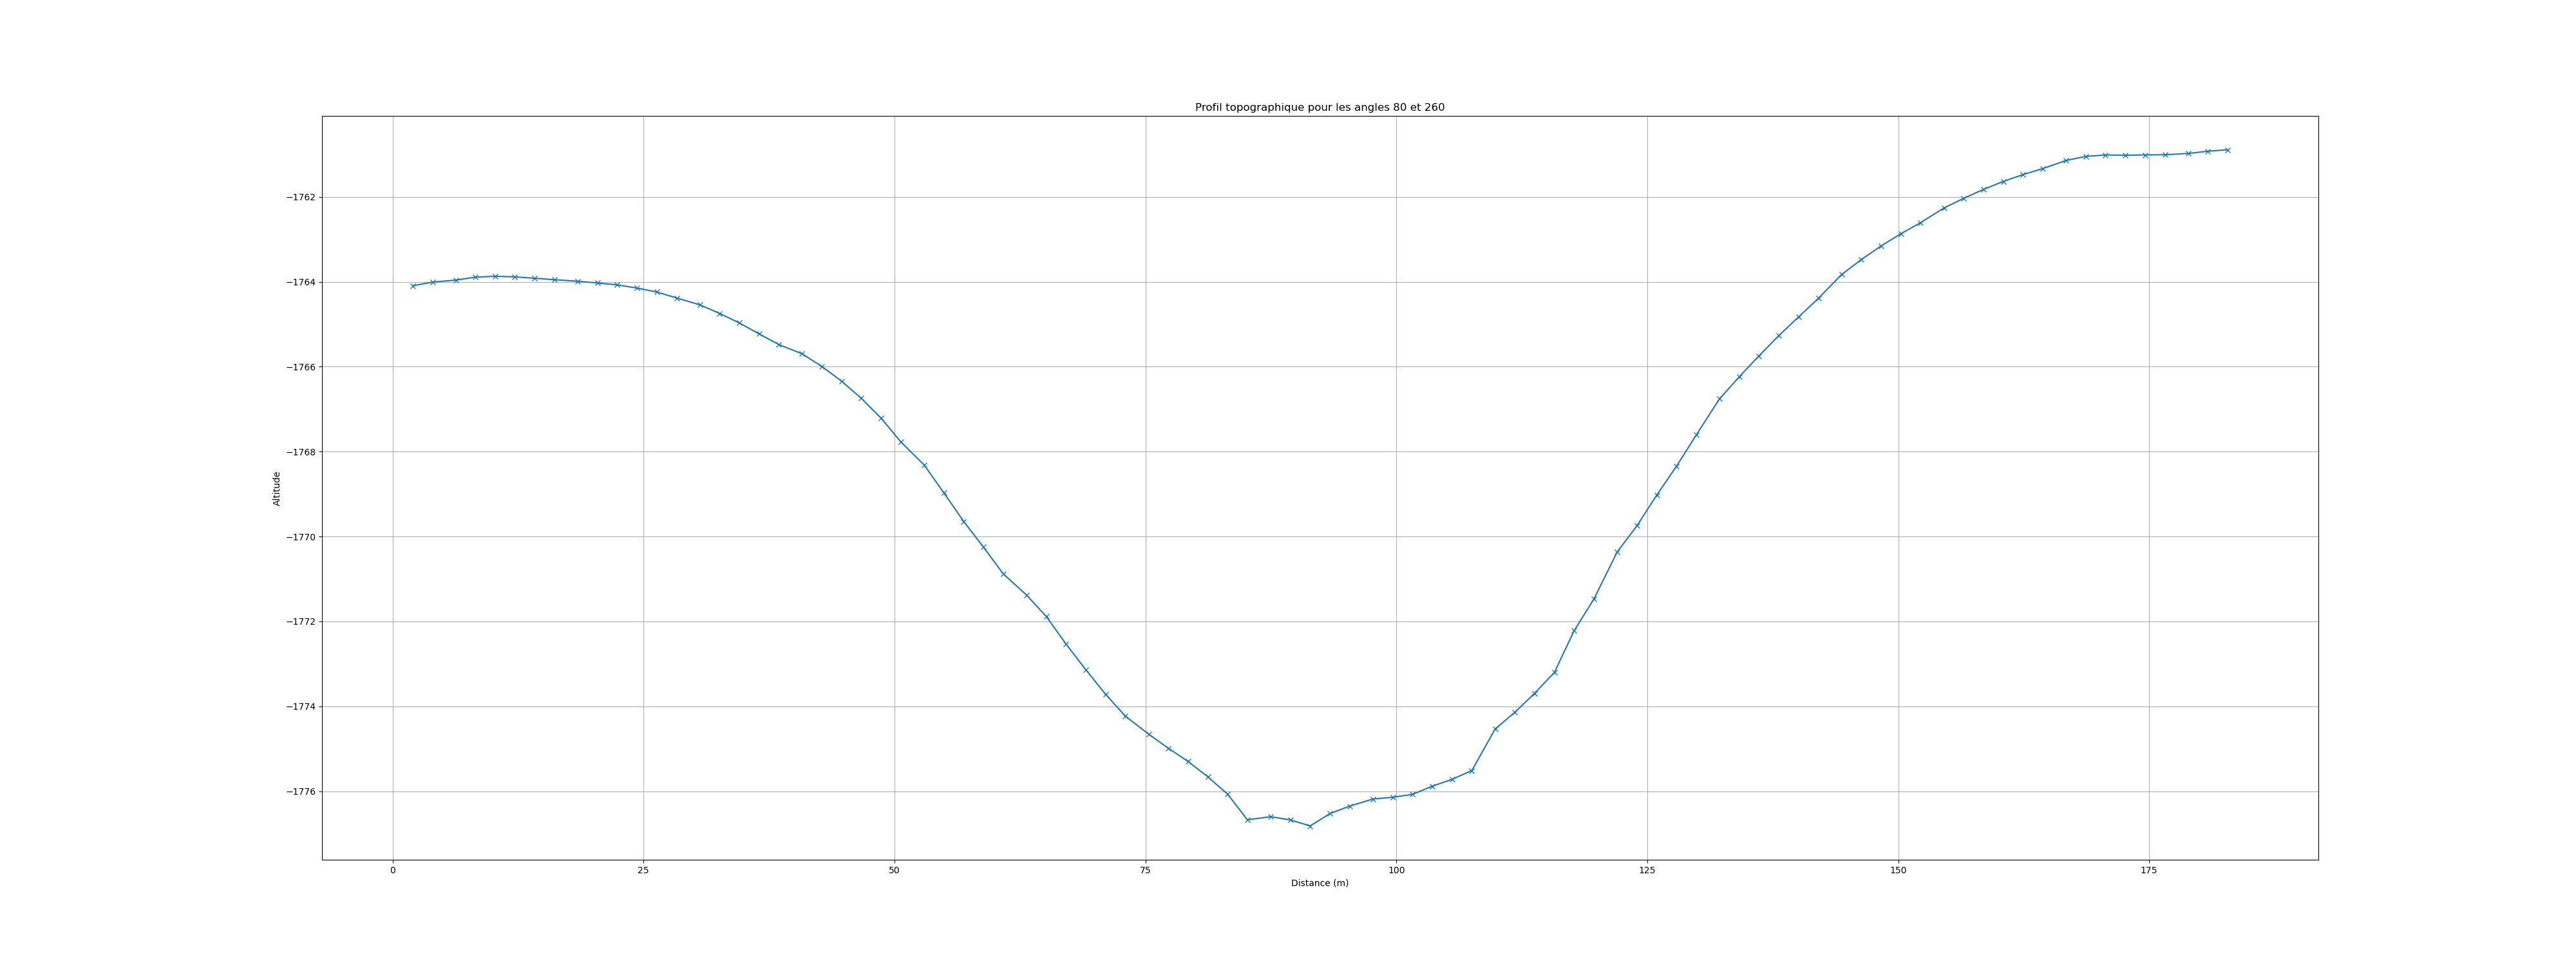 Profil topographique pour les angles 80 et 260
−1762
−1764
−1766
−1768
−1770
−1772
−1774
−1776
Altitude
0 25 50 75 100 125 150 175
Distance (m)